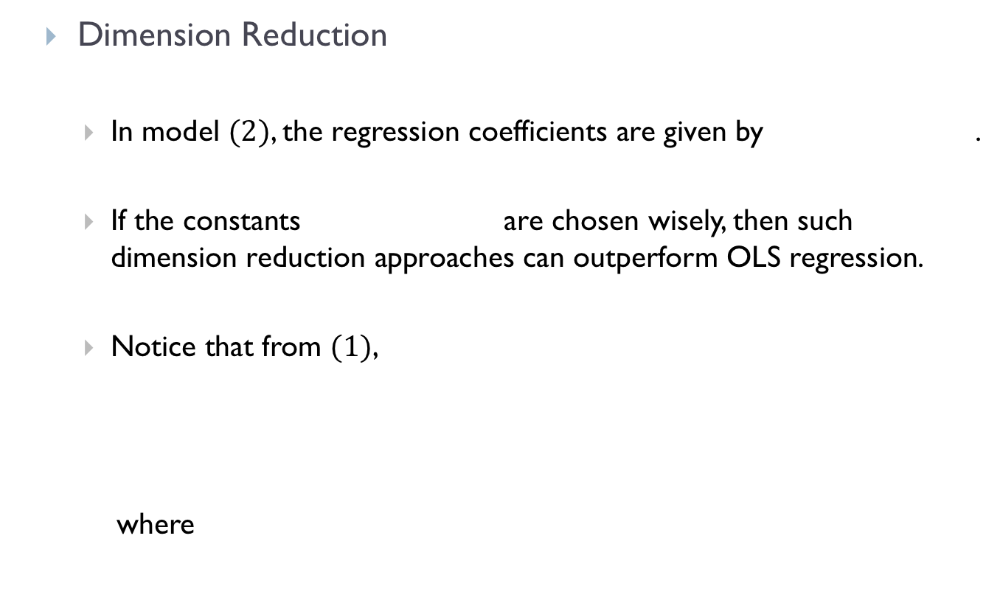 Dimension Reduction
In model (2), the regression coefficients are given by .
If the constants are chosen wisely, then such
dimension reduction approaches can outperform OLS regression.
Notice that from (1),
where